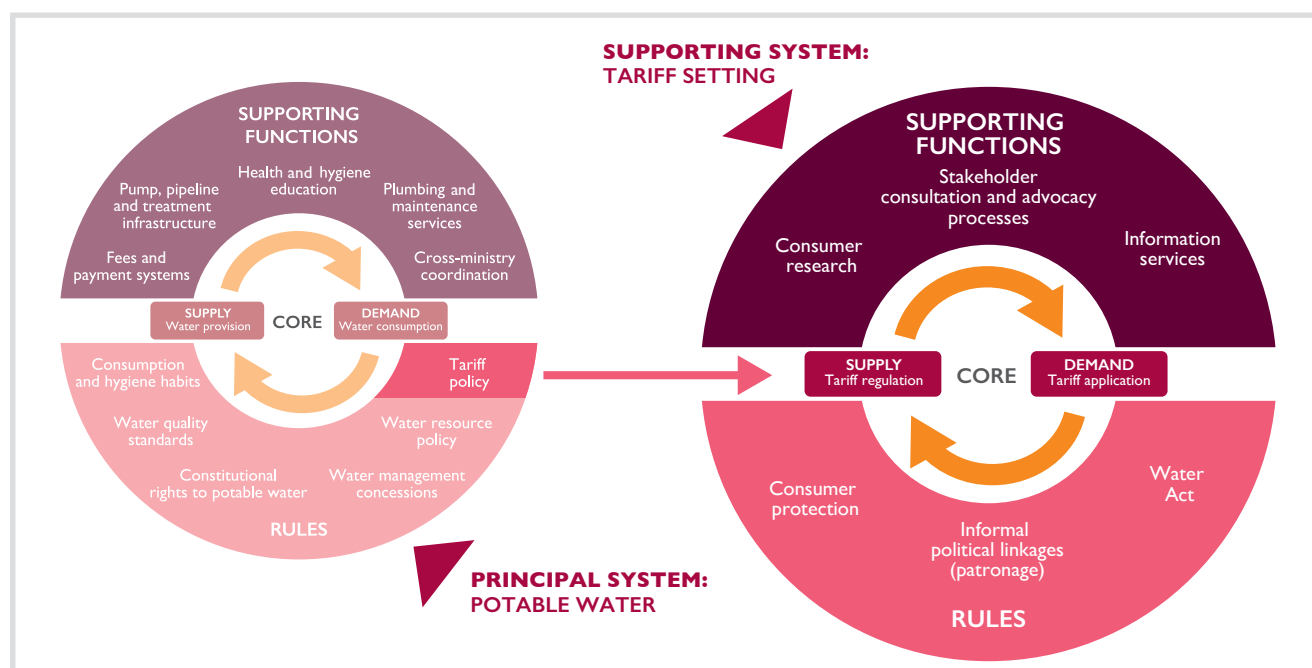 SUPPORTING SYSTEM:
TARIFF SETTING
SUPPORTING
FUNCTIONS
Health and hygiene
education
Pump, pipeline
and treatment
infrastructure
Plumbing and
maintenance
services
Fees and
payment systems
Cross-ministry
coordination
SUPPLY
Water provision
CORE
DEMAND
Water consumption
Consumption
and hygiene habits
Tariff
policy
Water quality
standards
Water resource
policy
Constitutional
rights to potable water
Water management
concessions
RULES
PRINCIPAL SYSTEM:
POTABLE WATER
SUPPORTING
FUNCTIONS
Stakeholder
consultation and advocacy
processes
Consumer
research
Information
services
SUPPLY
Tariff regulation
CORE
DEMAND
Tariff application
Consumer
protection
Water
Act
Informal
political linkages
(patronage)
RULES